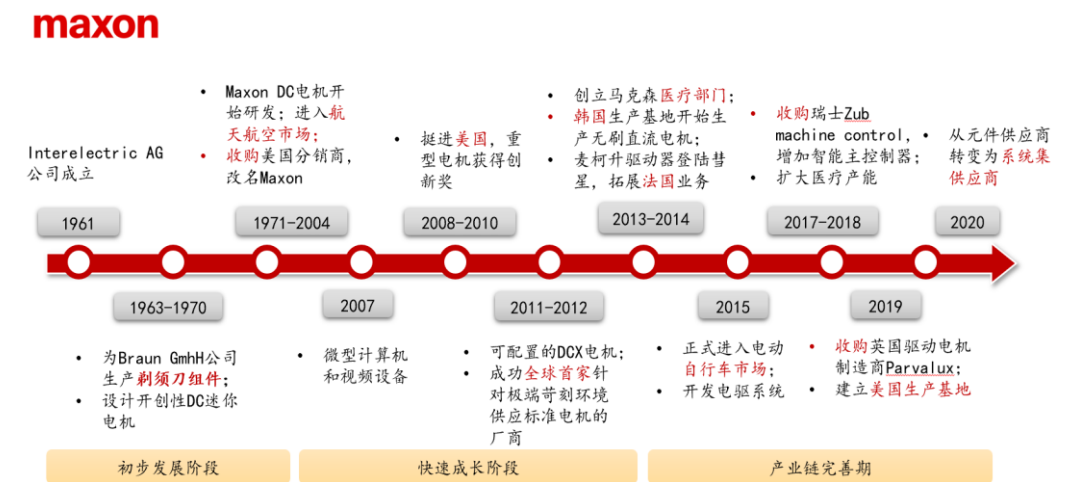 maxon
Interelectric AG
公司成立
1961
• Maxon DC电机开
始研发；进入航
天航空市场；
• 收购美国分销商，
改名Maxon
1971-2004
• 挺进美国，重
型电机获得创
新奖
2008-2010
• 创立马克森医疗部门；
• 韩国生产基地开始生
产无刷直流电机；
• 麦柯升驱动器登陆彗
星，拓展法国业务
2013-2014
• 收购瑞士Zub
machine control，
增加智能主控制器；
• 扩大医疗产能
2017-2018
• 从元件供应商
转变为系统集
供应商
2020
1963-1970
• 为Braun GmhH公司
生产剃须刀组件；
• 设计开创性DC迷你
电机
2007
• 微型计算机
和视频设备
2011-2012
• 可配置的DCX电机；
• 成功全球首家针
对极端苛刻环境
供应标准电机的
厂商
2015
• 正式进入电动
自行车市场；
• 开发电驱系统
2019
• 收购英国驱动电机
制造商Parvalux；
• 建立美国生产基地
初步发展阶段
快速成长阶段
产业链完善期